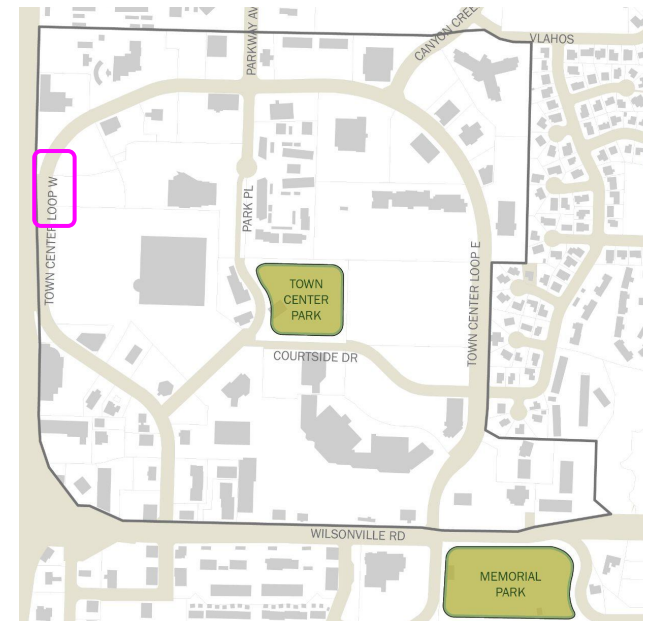 PARKWAY AV
CANYON CREE
VLAHOS
TOWN CENTER LOOP W
PARK PL
TOWN CENTER LOOP E
TOWN
CENTER
PARK
COURTSIDE DR
WILSONVILLE RD
MEMORIAL
PARK